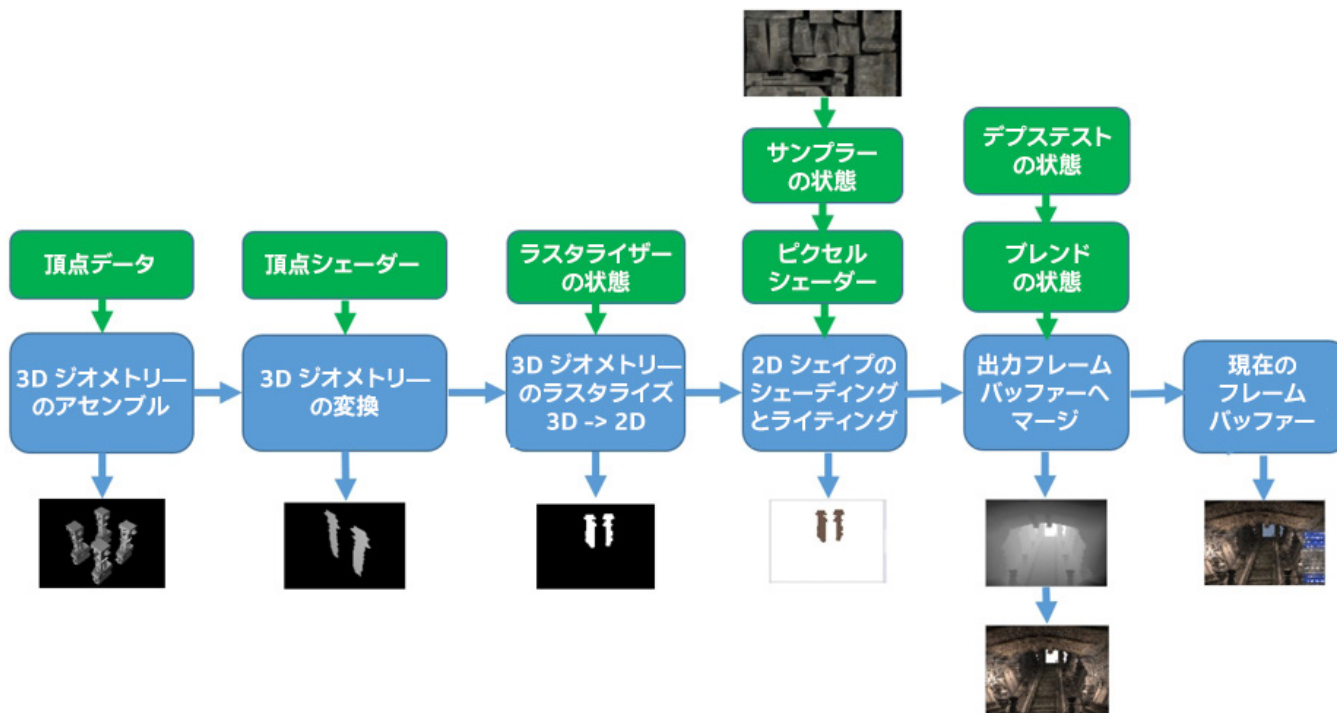 サンプラー
の状態
デプステスト
の状態
頂点データ
頂点シェーダー
ラスタライザー
の状態
ピクセル
シェーダー
ブレンド
の状態
3D ジオメトリー
のアセンブル
3D ジオメトリー
の変換
3D ジオメトリー
のラスタライズ
3D -> 2D
2D シェイプの
シェーディング
とライティング
出力フレーム
バッファーへ
マージ
現在の
フレーム
バッファー